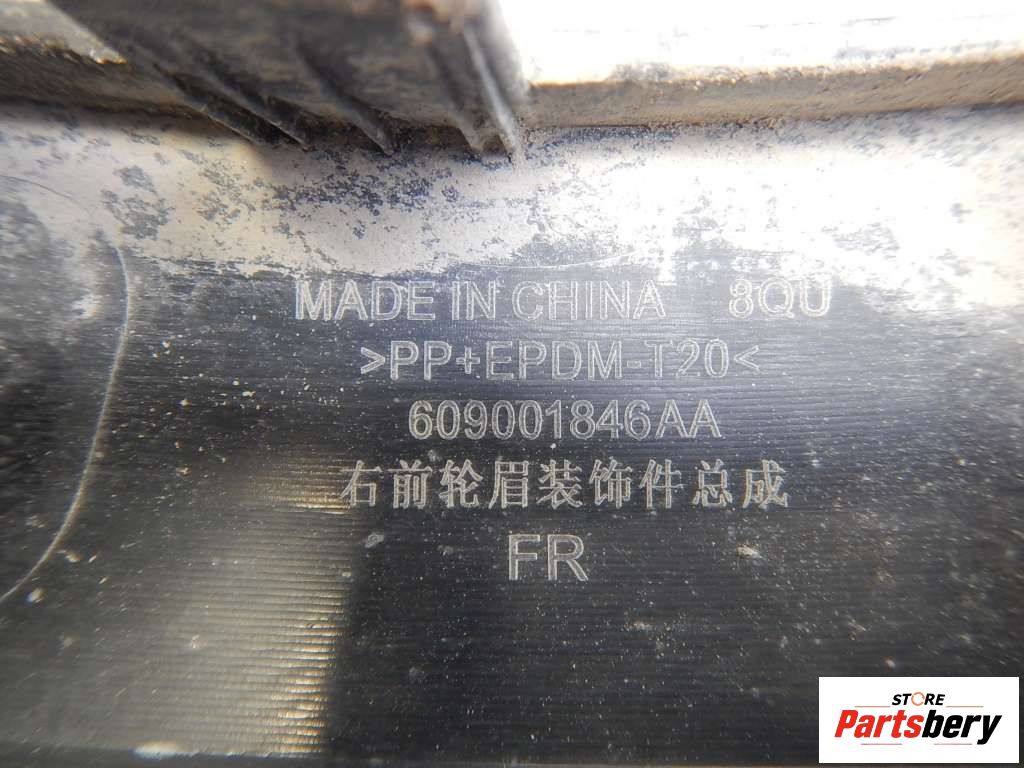 MADE IN CHINA 8QU
>PP+EPDM-T20<
609001846AA
右前轮眉装饰件总成
FR
STORE
Partsbery